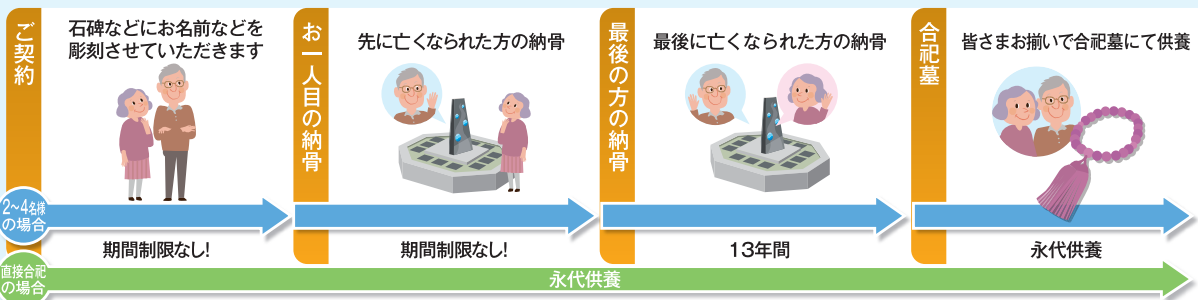 ご契約
石碑などにお名前などを
彫刻させていただきます
お一人目の納骨
先に亡くなられた方の納骨
最後の方の納骨
最後に亡くなられた方の納骨
合祀墓
皆さまお揃いで合祀墓にて供養
2~4名様
の場合
期間制限なし!
期間制限なし!
13年間
永代供養
直接合祀
の場合
永代供養